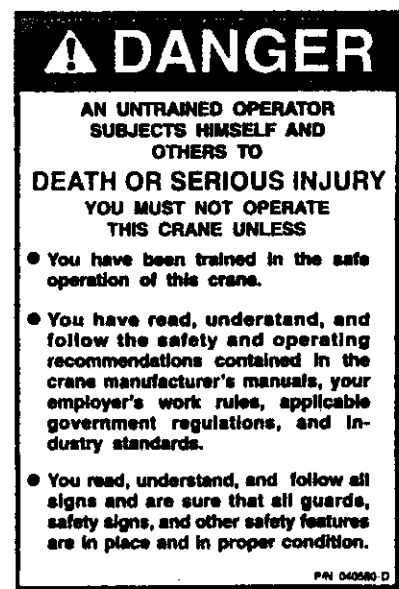 DANGER
AN UNTRAINED OPERATOR
SUBJECTS HIMSELF AND
OTHERS TO
DEATH OR SERIOUS INJURY
YOU MUST NOT OPERATE
THIS CRANE UNLESS
● You have been trained in the safe
operation of this crane.
● You have read, understand, and
follow the safety and operating
recommendations contained in the
crane manufacturer's manuals, your
employer's work rules, applicable
government regulations, and in-
dustry standards.
● You read, understand, and follow all
signs and are sure that all guards,
safety signs, and other safety features
are in place and in proper condition.
P/N 040580-D